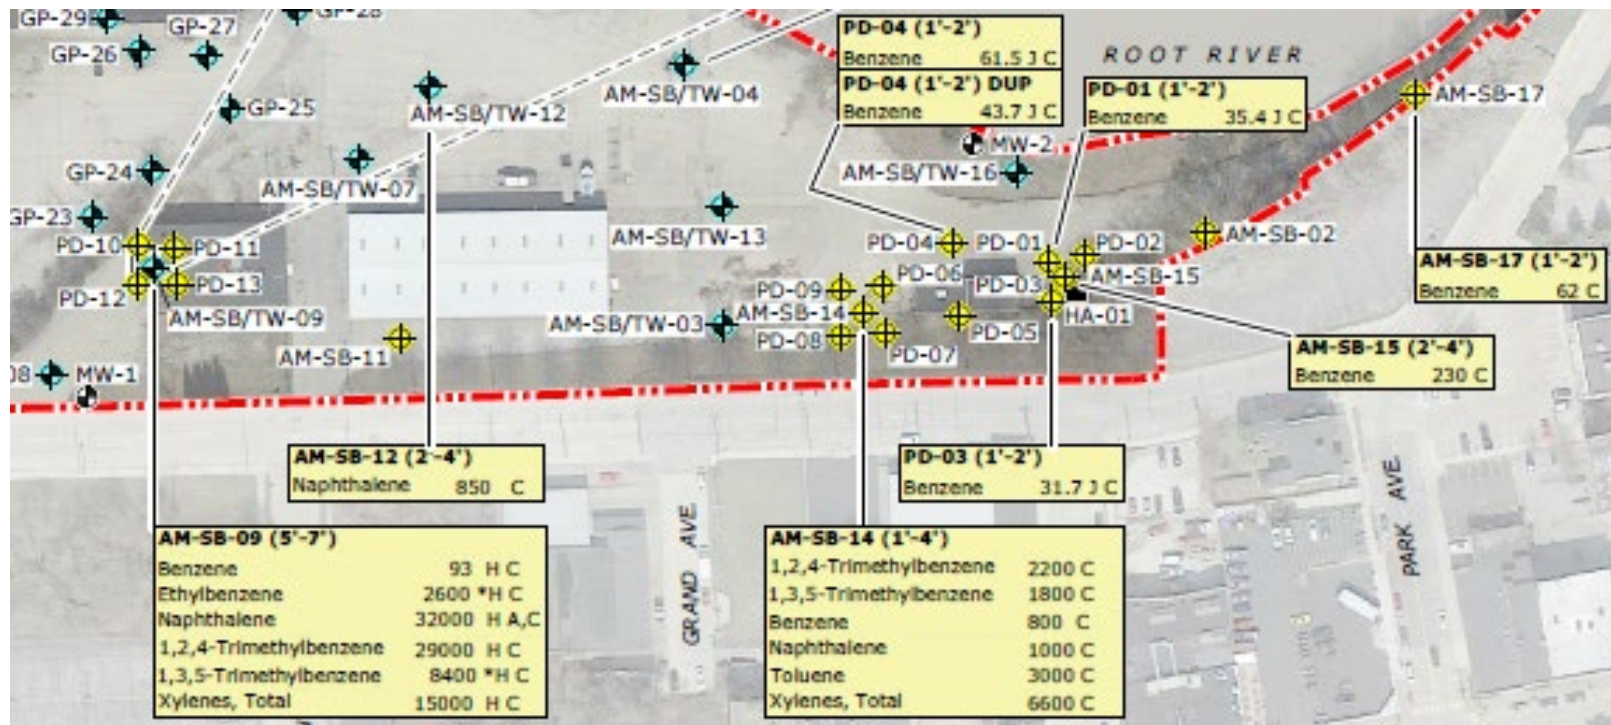 GP-29
GP-28
GP-27
GP-26
GP-25
AM-SB/TW-12
AM-SB/TW-04
PD-04 (1'-2')
Benzene 61.5 J C
PD-04 (1'-2') DUP
Benzene 43.7 J C
ROOT RIVER
PD-01 (1'-2')
Benzene 35.4 J C
AM-SB-17
MW-2
GP-24
AM-SB/TW-07
AM-SB/TW-16
GP-23
PD-10
PD-11
AM-SB/TW-13
PD-04
PD-01
PD-02
AM-SB-02
PD-12
PD-13
PD-09
PD-06
PD-03
AM-SB-15
AM-SB-17 (1'-2')
Benzene 62 C
AM-SB/TW-09
AM-SB/TW-03
AM-SB-14
HA-01
AM-SB-11
PD-08
PD-07
PD-05
AM-SB-15 (2'-4')
Benzene 230 C
08
MW-1
AM-SB-12 (2'-4')
Naphthalene 850 C
PD-03 (1'-2')
Benzene 31.7 J C
GRAND AVE
PARK AVE.
AM-SB-09 (5'-7')
Benzene 93 H C
Ethylbenzene 2600 *H C
Naphthalene 32000 H A,C
1,2,4-Trimethylbenzene 29000 H C
1,3,5-Trimethylbenzene 8400 *H C
Xylenes, Total 15000 H C
AM-SB-14 (1'-4')
1,2,4-Trimethylbenzene 2200 C
1,3,5-Trimethylbenzene 1800 C
Benzene 800 C
Naphthalene 1000 C
Toluene 3000 C
Xylenes, Total 6600 C